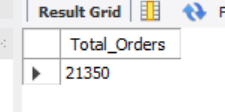 Result Grid
Total_Orders
21350